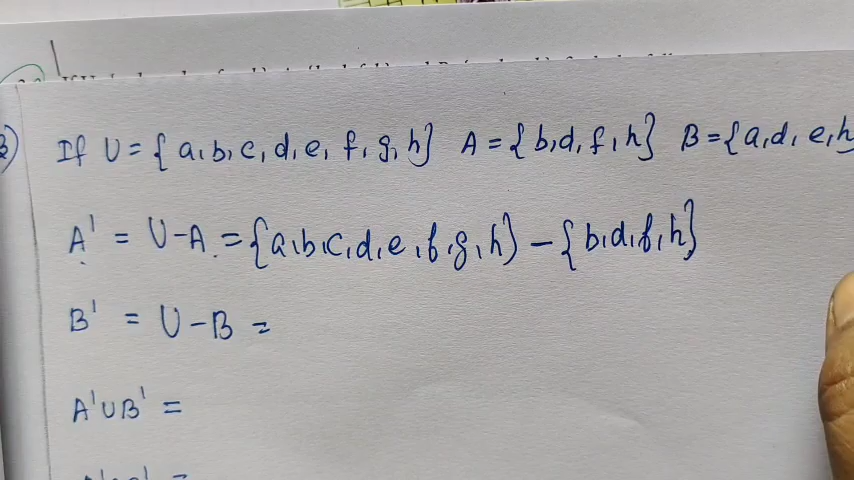 If U = { a, b, c, d, e, f, g, h} A = {b, d, f, h} B = {a, d, e, h
A' = U - A = {a, b, c, d, e, f, g, h} - {b, d, f, h}
B' = U - B =
A'UB' =